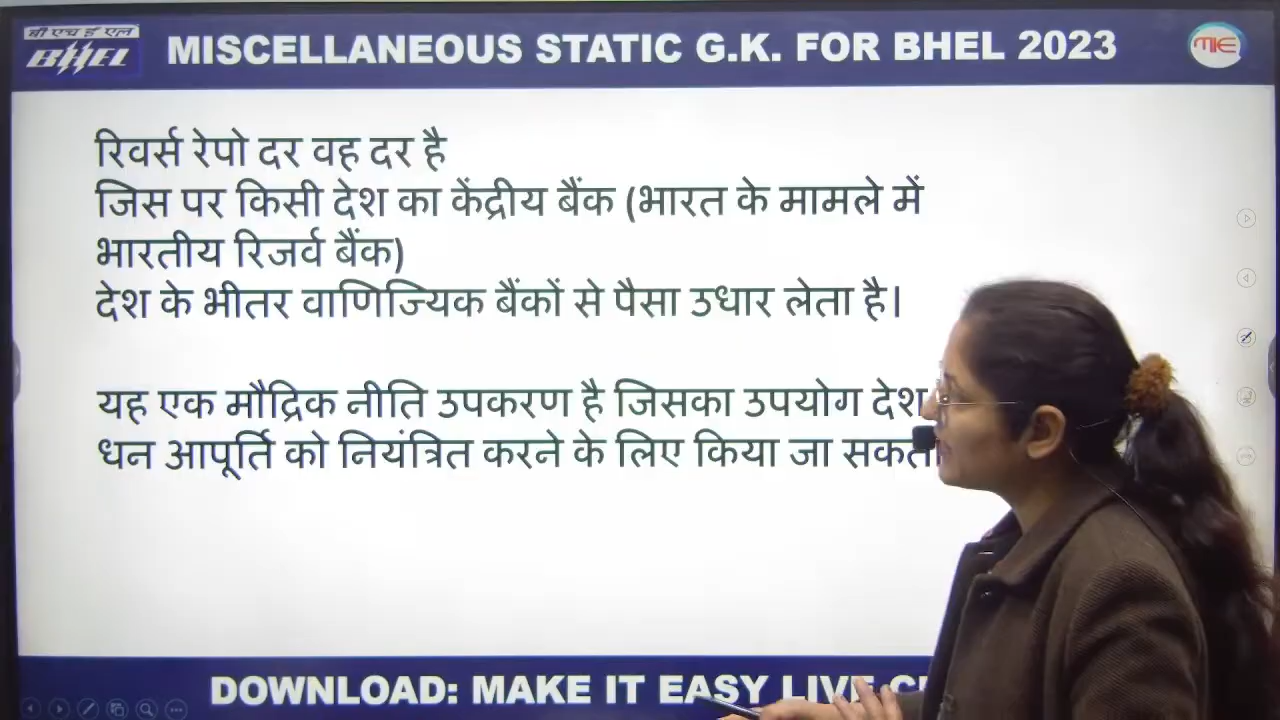 बी एच ई एल
BHEL
MISCELLANEOUS STATIC G.K. FOR BHEL 2023
MIE
रिवर्स रेपो दर वह दर है
जिस पर किसी देश का केंद्रीय बैंक (भारत के मामले में
भारतीय रिजर्व बैंक)
देश के भीतर वाणिज्यिक बैंकों से पैसा उधार लेता है।
यह एक मौद्रिक नीति उपकरण है जिसका उपयोग देश
धन आपूर्ति को नियंत्रित करने के लिए किया जा
DOWNLOAD: MAKE IT EASY LIVE